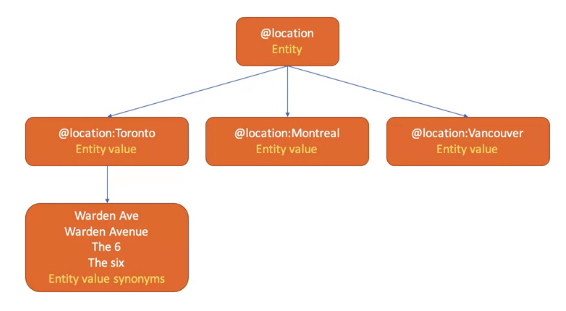 @location
Entity
@location:Toronto
Entity value
@location:Montreal
Entity value
@location:Vancouver
Entity value
Warden Ave
Warden Avenue
The 6
The six
Entity value synonyms